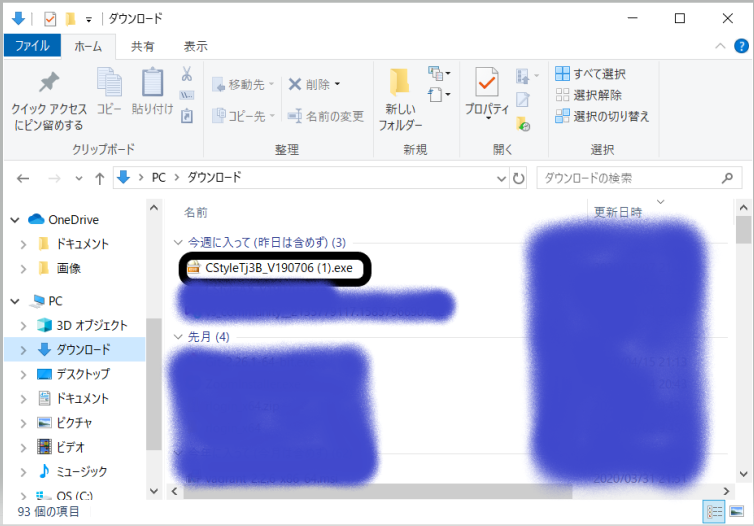 ダウンロード
ファイル ホーム 共有 表示
クイック アクセス
にピン留めする
コピー
貼り付け
移動先
コピー先
削除
名前の変更
新しい
フォルダー
プロパティ
すべて選択
選択解除
選択の切り替え
クリップボード 整理 新規 開く 選択
PC ダウンロード
ダウンロードの検索
OneDrive
ドキュメント
画像
PC
3D オブジェクト
ダウンロード
デスクトップ
ドキュメント
ピクチャ
ビデオ
ミュージック
OS (C:)
名前 更新日時
今週に入って (昨日は含めず) (3)
CStyleTj3B_V190706 (1).exe
先月 (4)
93 個の項目